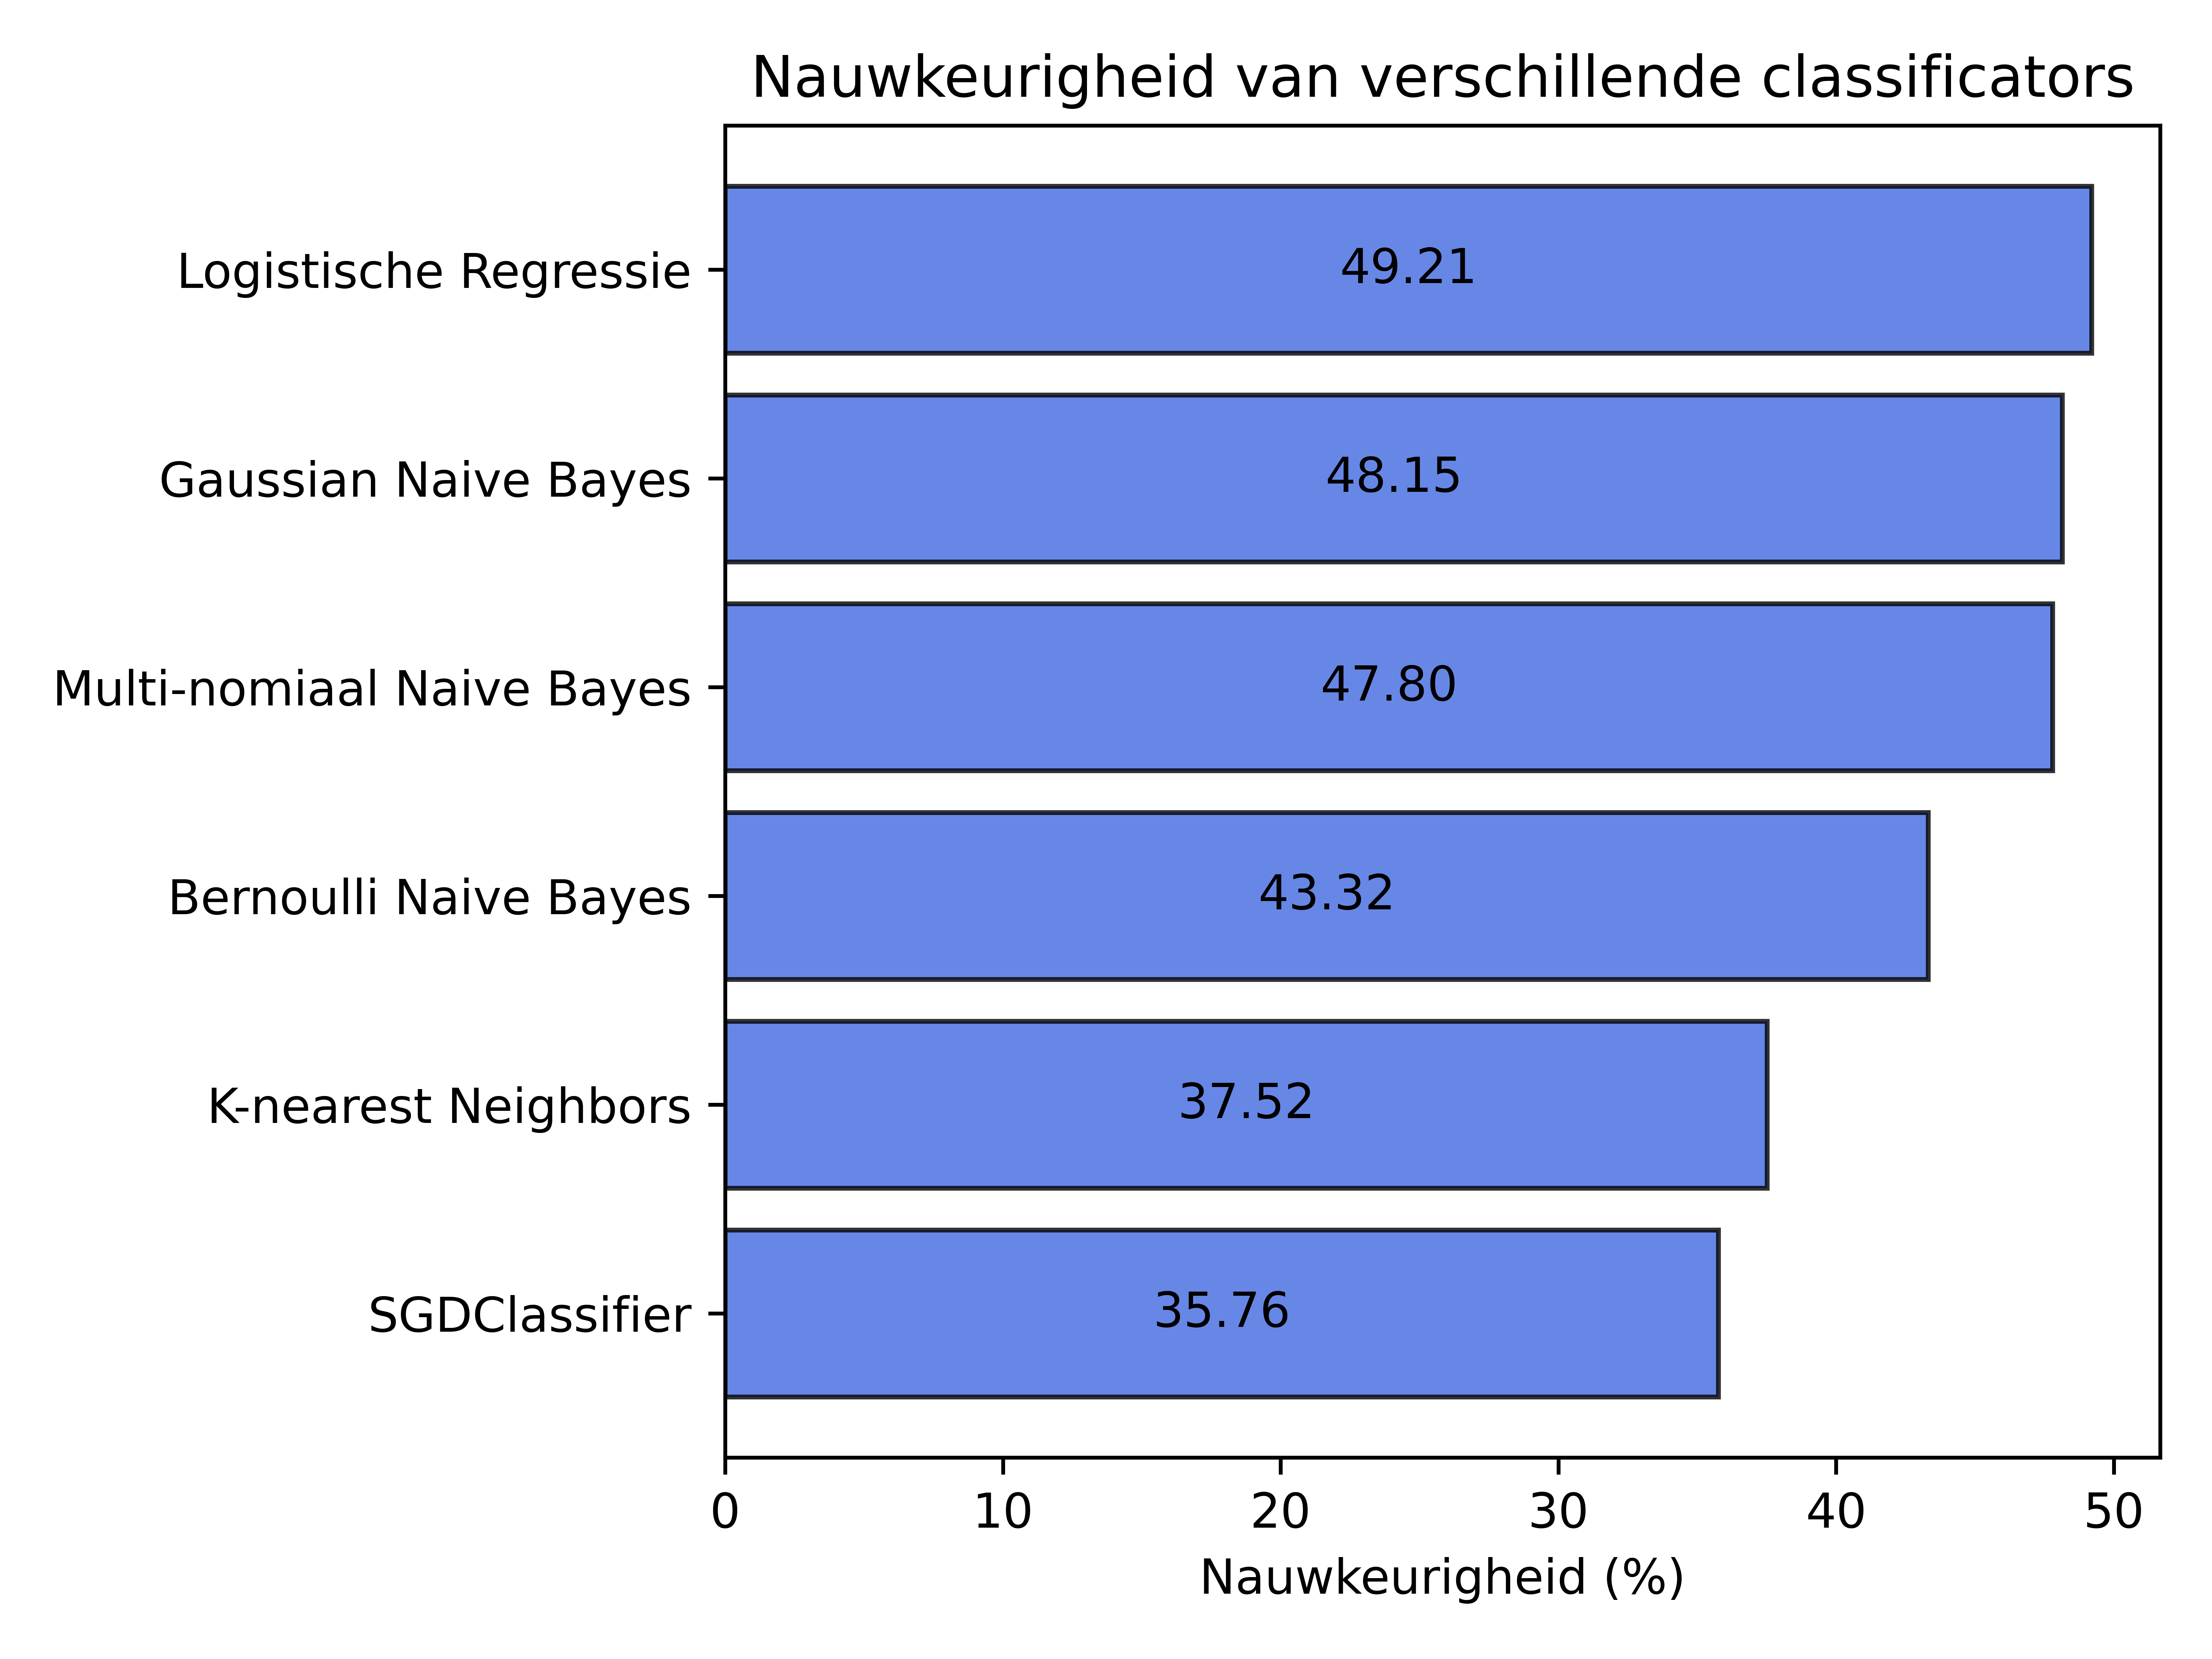 Nauwkeurigheid van verschillende classificators
Logistische Regressie
49.21
Gaussian Naive Bayes
48.15
Multi-nomiaal Naive Bayes
47.80
Bernoulli Naive Bayes
43.32
K-nearest Neighbors
37.52
SGDClassifier
35.76
0 10 20 30 40 50
Nauwkeurigheid (%)